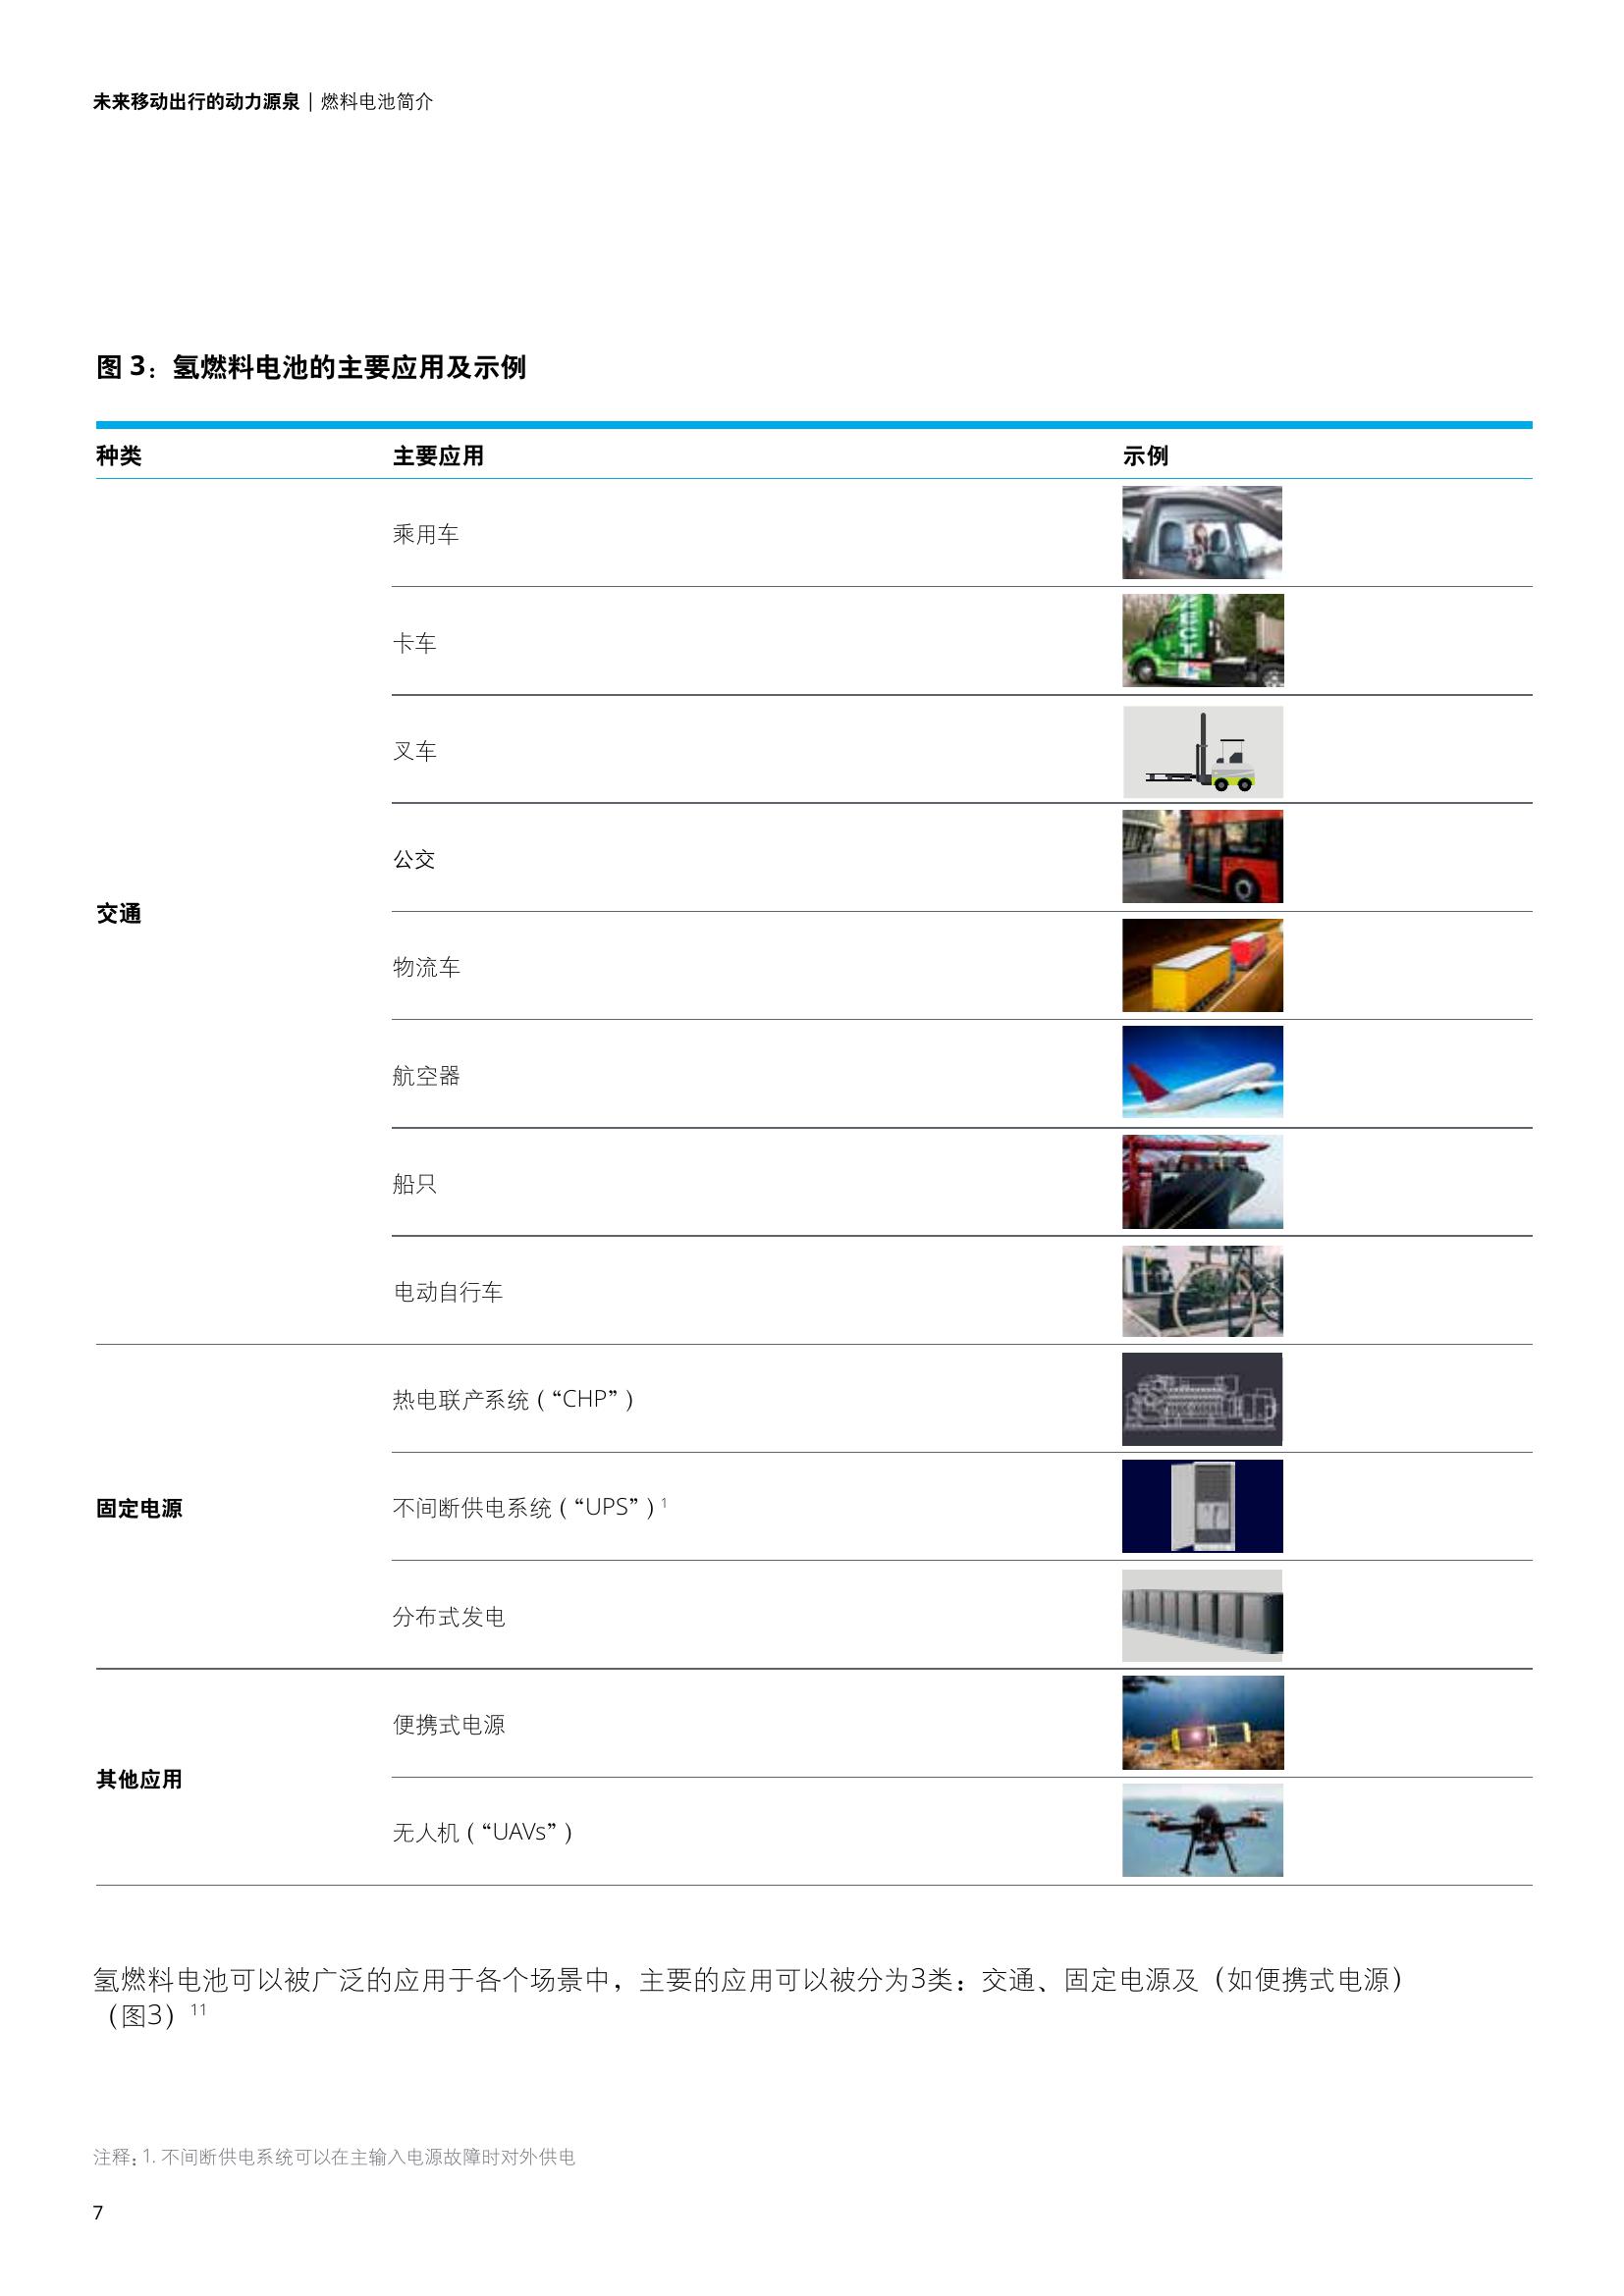 未来移动出行的动力源泉 | 燃料电池简介
图 3：氢燃料电池的主要应用及示例
种类 主要应用 示例
乘用车
卡车
叉车
公交
交通
物流车
航空器
船只
电动自行车
热电联产系统（“CHP”）
固定电源 不间断供电系统（“UPS”）1
分布式发电
便携式电源
其他应用
无人机（“UAVs”）
氢燃料电池可以被广泛的应用于各个场景中，主要的应用可以被分为3类：交通、固定电源及（如便携式电源）
（图3）11
注释：1. 不间断供电系统可以在主输入电源故障时对外供电
7